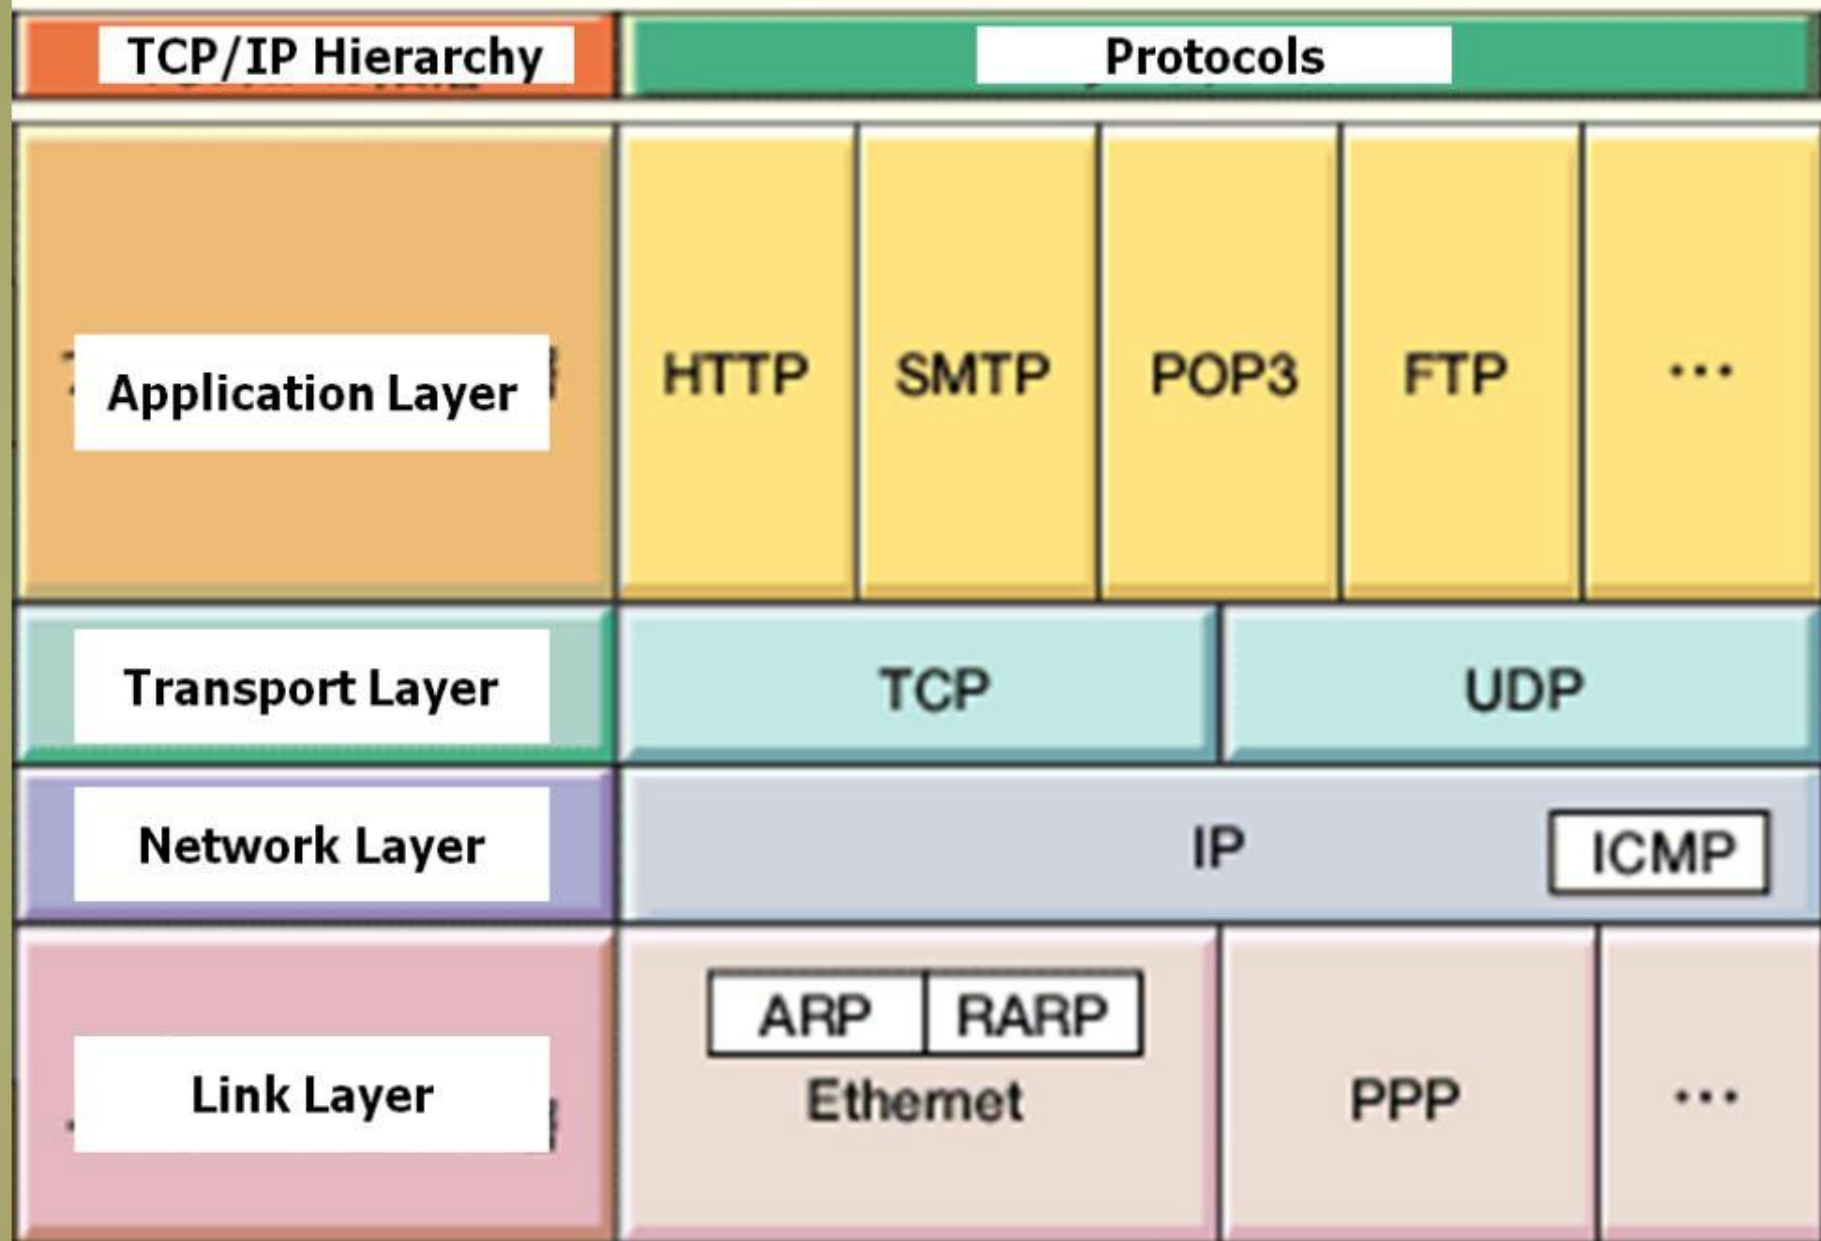 TCP/IP Hierarchy Protocols
Application Layer HTTP SMTP POP3 FTP ...
Transport Layer TCP UDP
Network Layer IP ICMP
ARP RARP
Link Layer Ethernet PPP ...